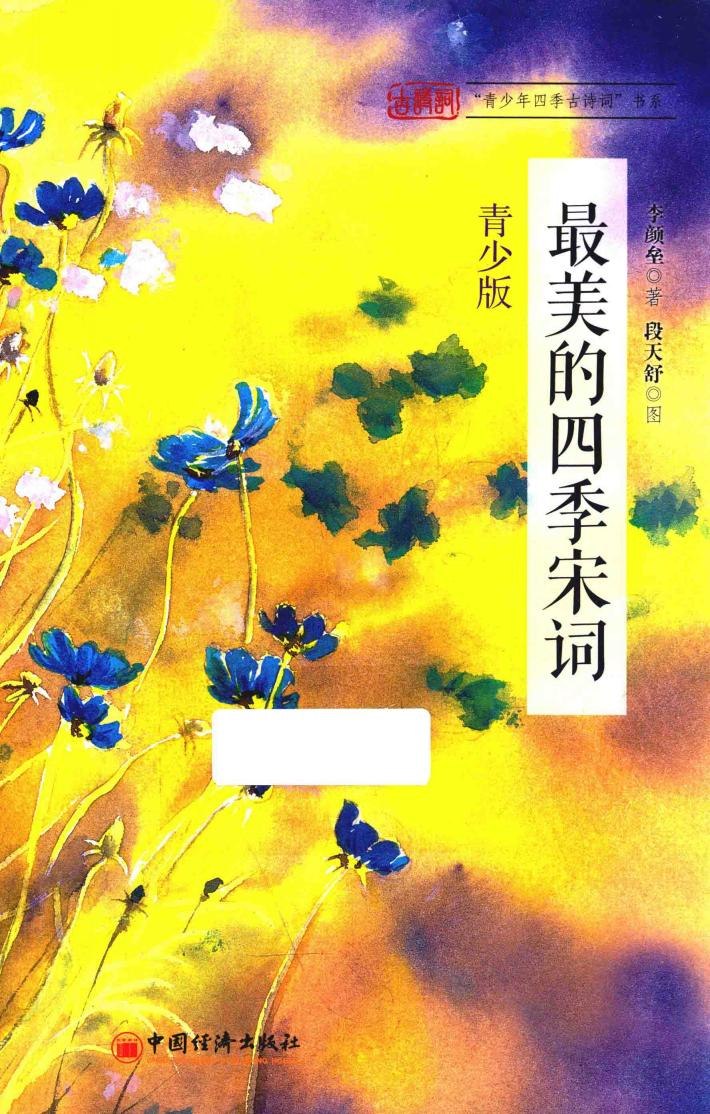 古诗词
“青少年四季古诗词”书系
李颜垒◎著 段天舒◎图
最美的四季宋词
青少版
中国经济出版社